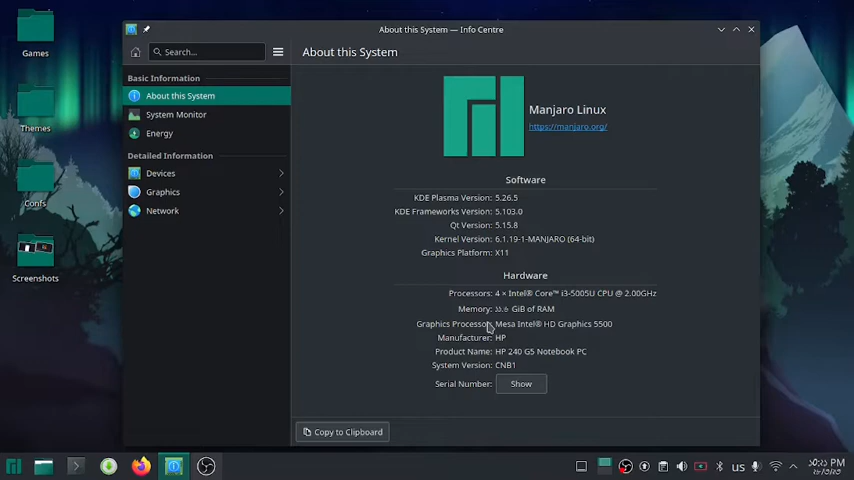 Games
Themes
Confs
Screenshots
About this System — Info Centre
Search...
About this System
Basic Information
About this System
System Monitor
Energy
Detailed Information
Devices
Graphics
Network
Manjaro Linux
https://manjaro.org/
Software
KDE Plasma Version: 5.26.5
KDE Frameworks Version: 5.103.0
Qt Version: 5.15.8
Kernel Version: 6.1.19-1-MANJARO (64-bit)
Graphics Platform: X11
Hardware
Processors: 4 × Intel® Core™ i3-5005U CPU @ 2.00GHz
Memory: GiB of RAM
Graphics Processor: Mesa Intel® HD Graphics 5500
Manufacturer: HP
Product Name: HP 240 G5 Notebook PC
System Version: CNB1
Serial Number: Show
Copy to Clipboard
us
PM